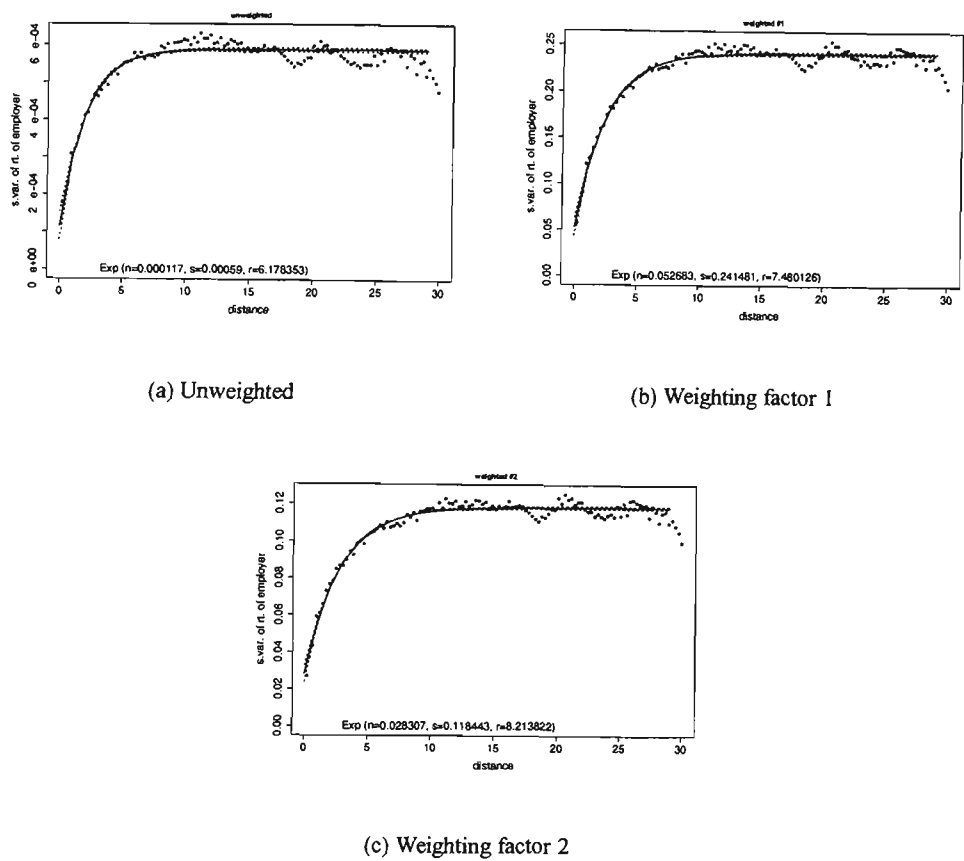 unweighted
s.var. of rt. of employer
0 e+00 2 e-04 4 e-04 6 e-04
Exp (n=0.000117, s=0.00059, r=6.178353)
0 5 10 15 20 25 30
distance
(a) Unweighted
weighted #1
s.var. of rt. of employer
0.00 0.05 0.10 0.15 0.20 0.25
Exp (n=0.052683, s=0.241481, r=7.480126)
0 5 10 15 20 25 30
distance
(b) Weighting factor 1
weighted #2
s.var. of rt. of employer
0.00 0.02 0.04 0.06 0.08 0.10 0.12
Exp (n=0.028307, s=0.118443, r=8.213822)
0 5 10 15 20 25 30
distance
(c) Weighting factor 2